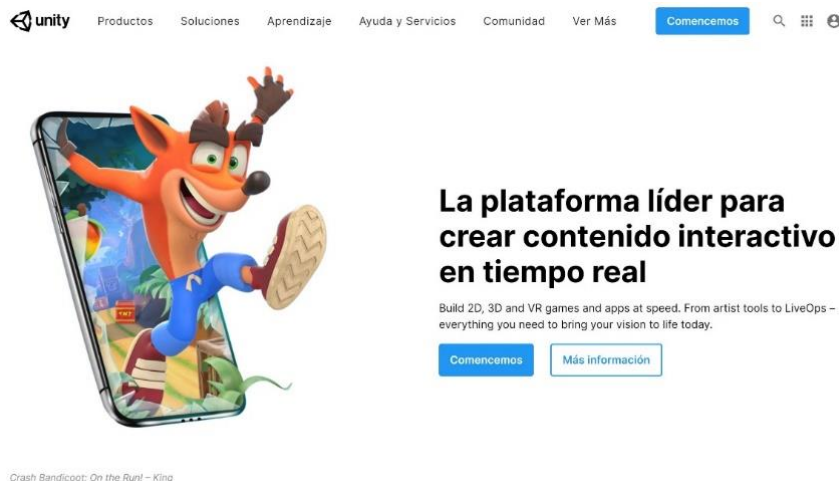 unity Productos Soluciones Aprendizaje Ayuda y Servicios Comunidad Ver Más Comencemos
TNT
La plataforma líder para
crear contenido interactivo
en tiempo real
Build 2D, 3D and VR games and apps at speed. From artist tools to LiveOps –
everything you need to bring your vision to life today.
Comencemos Más información
Crash Bandicoot: On the Run! – King